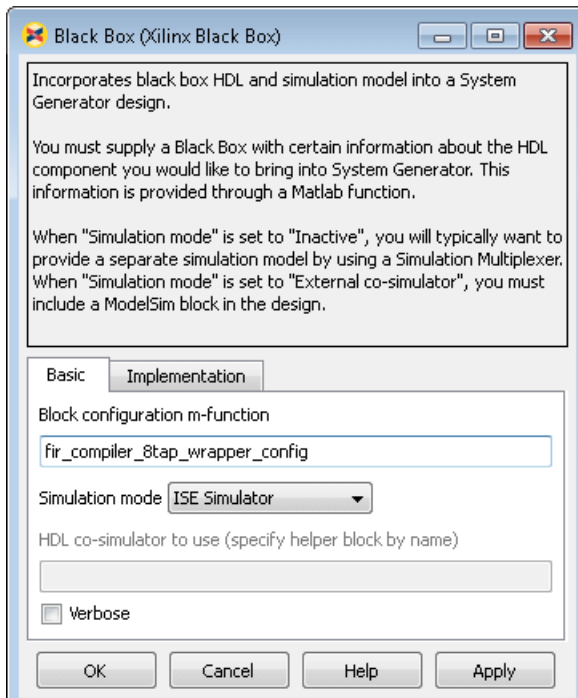 Black Box (Xilinx Black Box)
Incorporates black box HDL and simulation model into a System
Generator design.
You must supply a Black Box with certain information about the HDL
component you would like to bring into System Generator. This
information is provided through a Matlab function.
When "Simulation mode" is set to "Inactive", you will typically want to
provide a separate simulation model by using a Simulation Multiplexer.
When "Simulation mode" is set to "External co-simulator", you must
include a ModelSim block in the design.
Basic Implementation
Block configuration m-function
fir_compiler_8tap_wrapper_config
Simulation mode ISE Simulator
HDL co-simulator to use (specify helper block by name)
Verbose
OK Cancel Help Apply